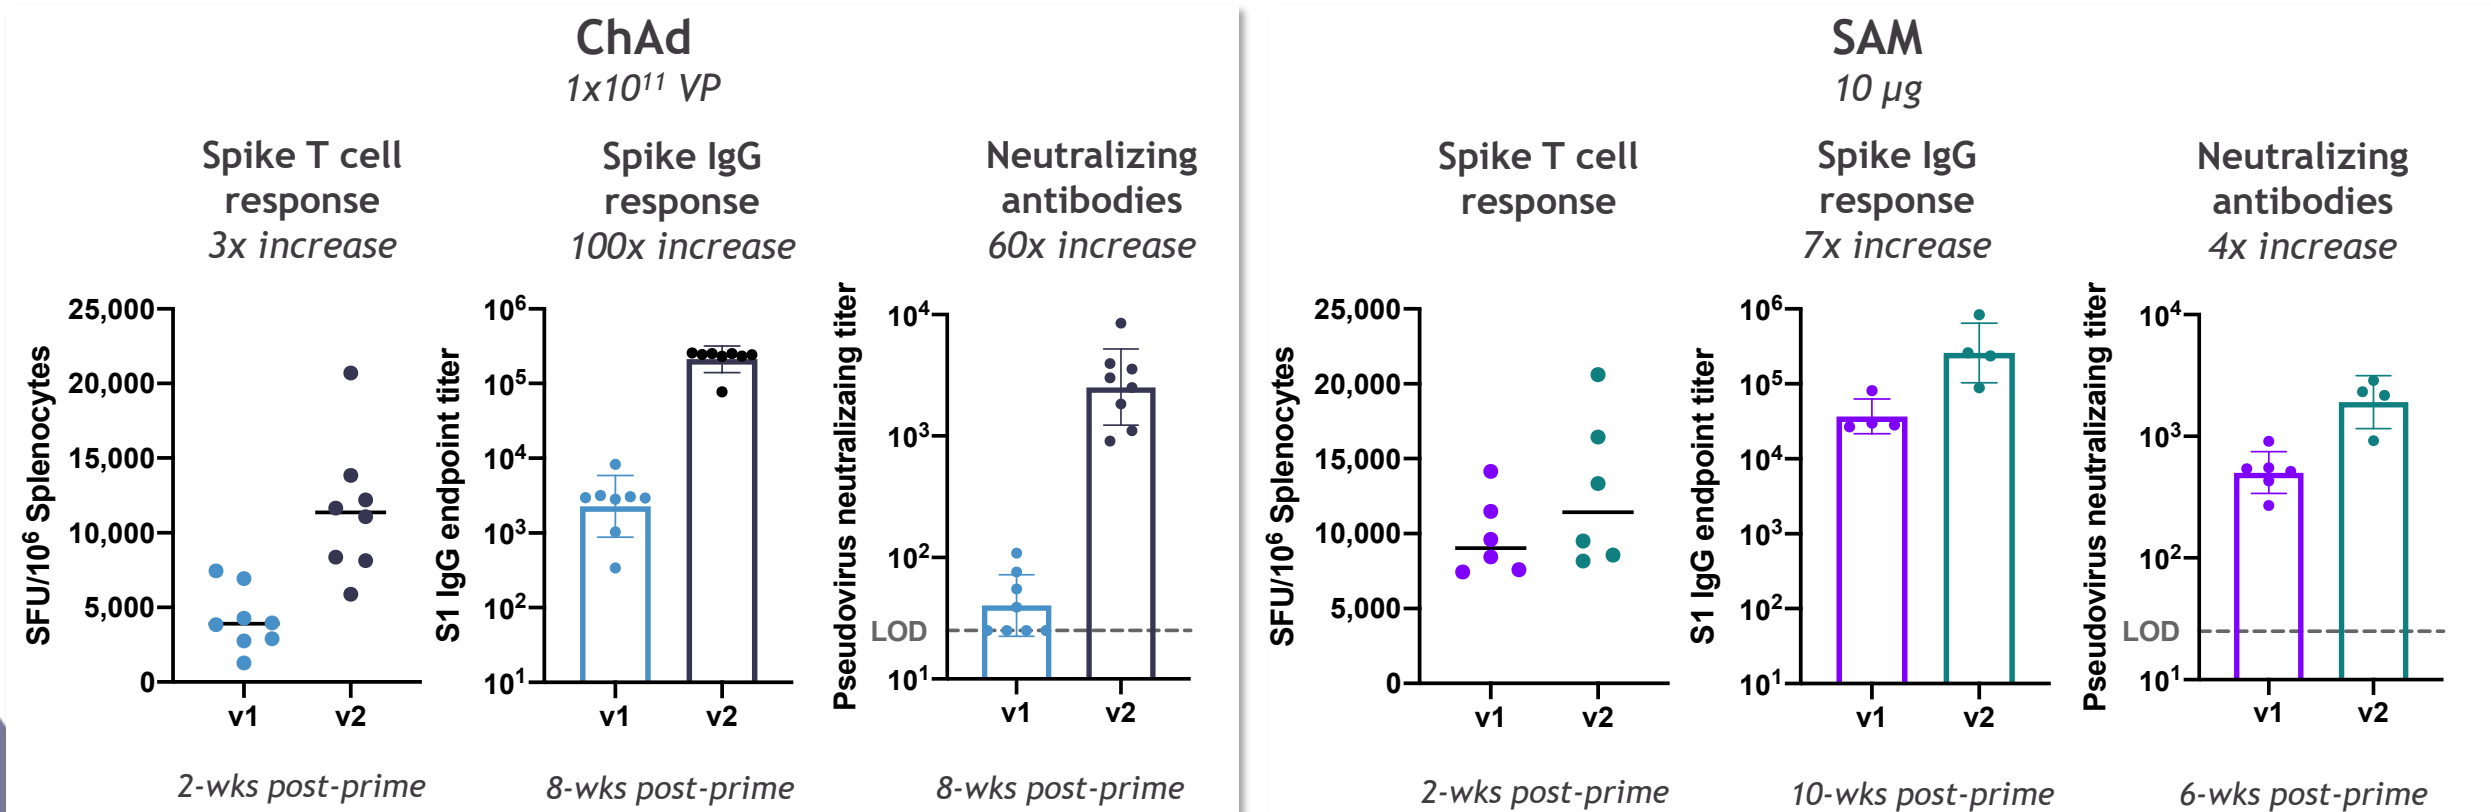 ChAd
1x10¹¹ VP
Spike T cell
response
3x increase
SFU/10⁶ Splenocytes
25,000
20,000
15,000
10,000
5,000
0
v1 v2
2-wks post-prime
Spike IgG
response
100x increase
S1 IgG endpoint titer
10⁶
10⁵
10⁴
10³
10²
10¹
v1 v2
8-wks post-prime
Neutralizing
antibodies
60x increase
Pseudovirus neutralizaing titer
10⁴
10³
10²
LOD
10¹
v1 v2
8-wks post-prime
SAM
10 µg
Spike T cell
response
SFU/10⁶ Splenocytes
25,000
20,000
15,000
10,000
5,000
0
v1 v2
2-wks post-prime
Spike IgG
response
7x increase
S1 IgG endpoint titer
10⁶
10⁵
10⁴
10³
10²
10¹
v1 v2
10-wks post-prime
Neutralizing
antibodies
4x increase
Pseudovirus neutralizaing titer
10⁴
10³
10²
LOD
10¹
v1 v2
6-wks post-prime